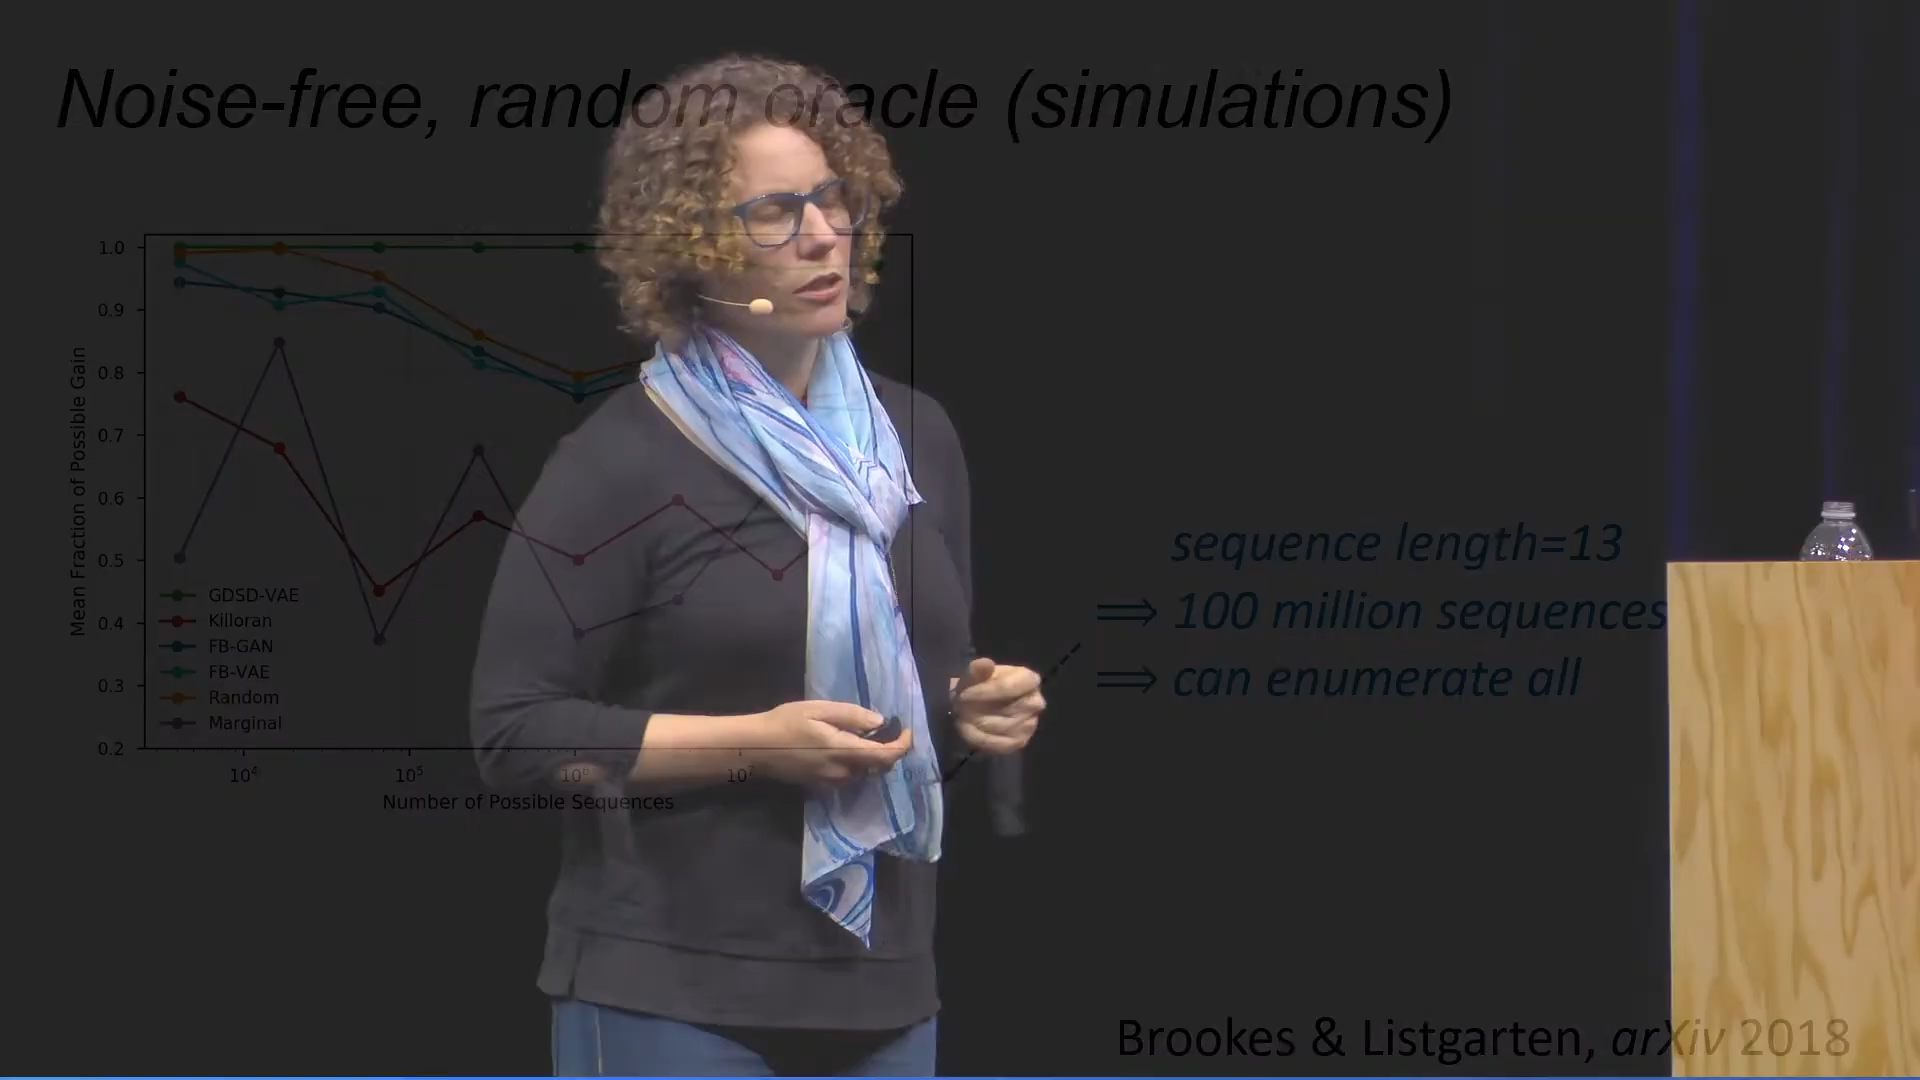 Noise-free, random oracle (simulations)
1.0
0.9
0.8
0.7
0.6
0.5
0.4
0.3
0.2
Mean Fraction of Possible Gain
GDSD-VAE
Killoran
FB-GAN
FB-VAE
Random
Marginal
10⁴ 10⁵ 10⁶ 10⁷ 10⁸
Number of Possible Sequences
sequence length=13
⟹ 100 million sequences
⟹ can enumerate all
Brookes & Listgarten, arXiv 2018